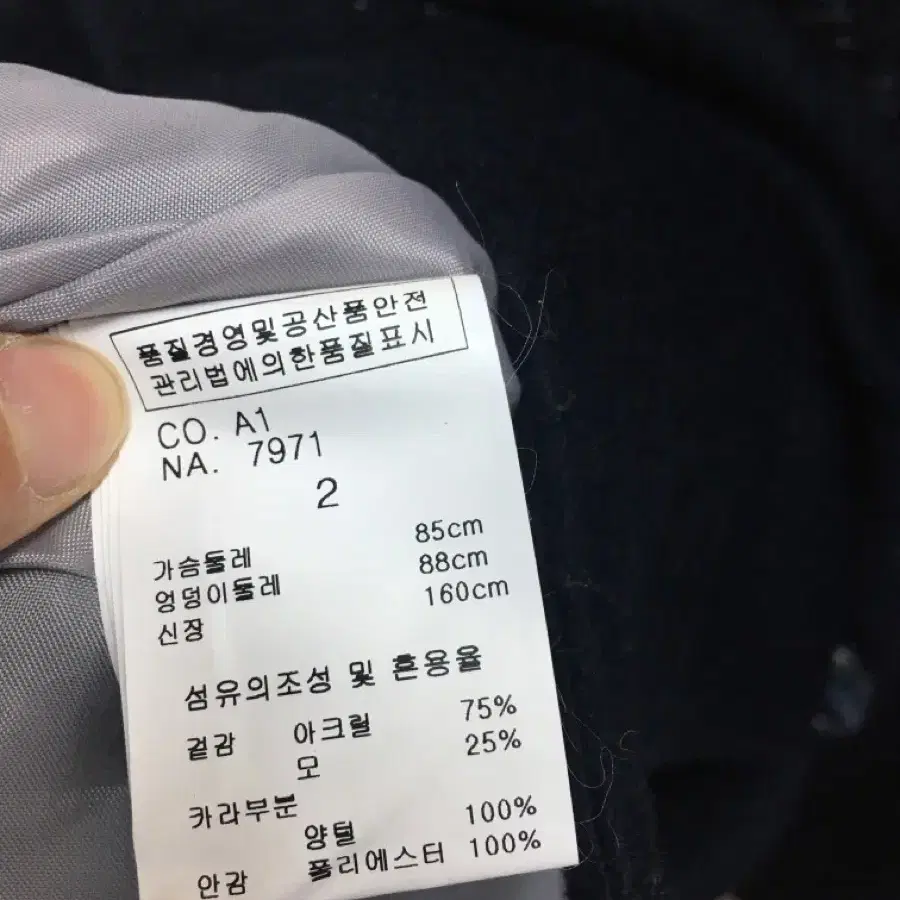 품질경영및공산품안전
관리법에의한품질표시
CO. A1
NA. 7971
2
가슴둘레 85cm
엉덩이둘레 88cm
신장 160cm
섬유의조성 및 혼용율
겉감 아크릴 75%
모 25%
카라부분
양털 100%
안감 폴리에스터 100%